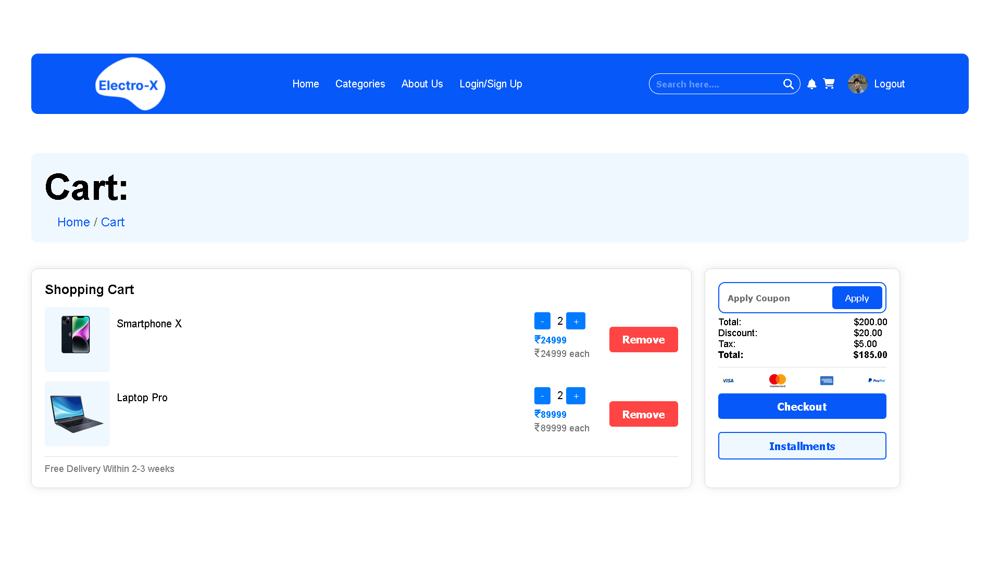 Electro-X
Home Categories About Us Login/Sign Up
Search here....
Logout
Cart:
Home / Cart
Shopping Cart
Smartphone X
- 2 +
₹24999
₹24999 each
Remove
Laptop Pro
- 2 +
₹89999
₹89999 each
Remove
Free Delivery Within 2-3 weeks
Apply Coupon Apply
Total: $200.00
Discount: $20.00
Tax: $5.00
Total: $185.00
VISA mastercard PayPal
Checkout
Installments